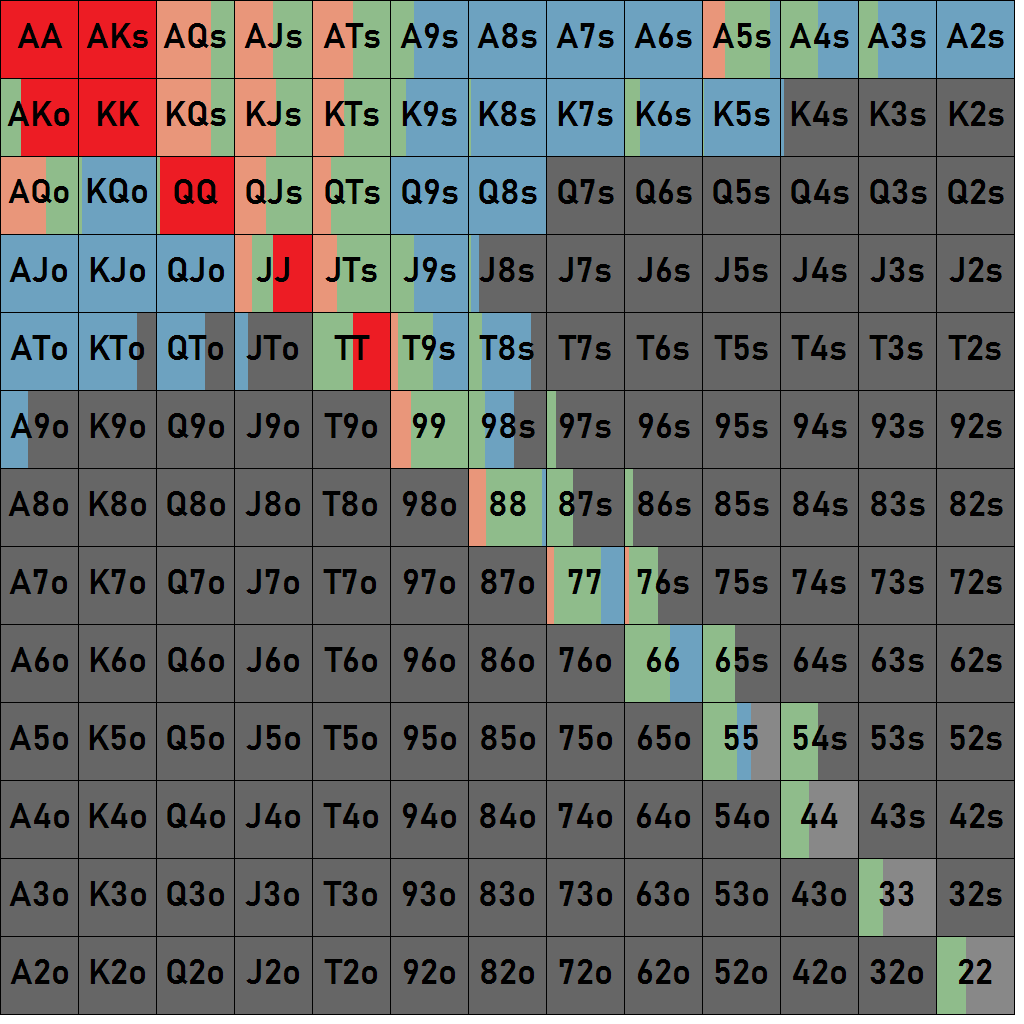 AA AKs AQs AJs ATs A9s A8s A7s A6s A5s A4s A3s A2s
AKo KK KQs KJs KTs K9s K8s K7s K6s K5s K4s K3s K2s
AQo KQo QQ QJs QTs Q9s Q8s Q7s Q6s Q5s Q4s Q3s Q2s
AJo KJo QJo JJ JTs J9s J8s J7s J6s J5s J4s J3s J2s
ATo KTo QTo JTo TT T9s T8s T7s T6s T5s T4s T3s T2s
A9o K9o Q9o J9o T9o 99 98s 97s 96s 95s 94s 93s 92s
A8o K8o Q8o J8o T8o 98o 88 87s 86s 85s 84s 83s 82s
A7o K7o Q7o J7o T7o 97o 87o 77 76s 75s 74s 73s 72s
A6o K6o Q6o J6o T6o 96o 86o 76o 66 65s 64s 63s 62s
A5o K5o Q5o J5o T5o 95o 85o 75o 65o 55 54s 53s 52s
A4o K4o Q4o J4o T4o 94o 84o 74o 64o 54o 44 43s 42s
A3o K3o Q3o J3o T3o 93o 83o 73o 63o 53o 43o 33 32s
A2o K2o Q2o J2o T2o 92o 82o 72o 62o 52o 42o 32o 22